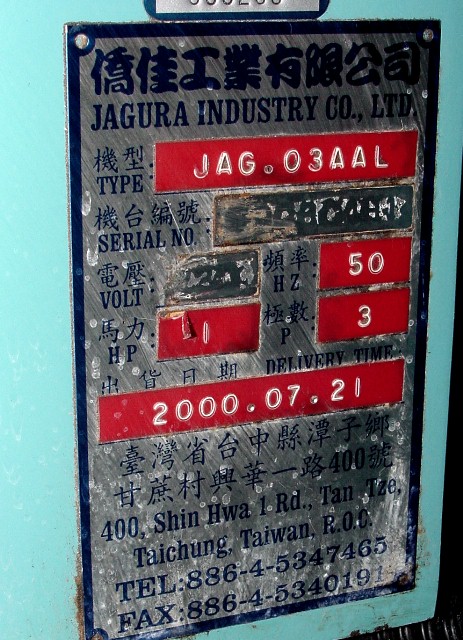 僑佳工業有限公司
JAGURA INDUSTRY CO., LTD.
機型: JAG.03AAL
TYPE:
機台編號:
SERIAL NO.
電壓: 頻率: 50
VOLT: HZ
馬力: 1 極數: 3
HP P
出貨日期 DELIVERY TIME
2000.07.21
臺灣省台中縣潭子鄉
甘蔗村興華一路400號
400, Shin Hwa 1 Rd., Tan Tze,
Taichung, Taiwan, R.O.C.
TEL:886-4-5347465
FAX:886-4-5340191